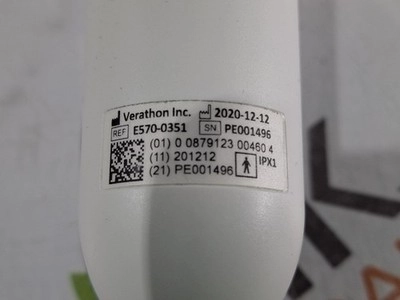 Verathon Inc. 2020-12-12
REF E570-0351 SN PE001496
(01) 0 0879123 00460 4
(11) 201212
(21) PE001496 IPX1